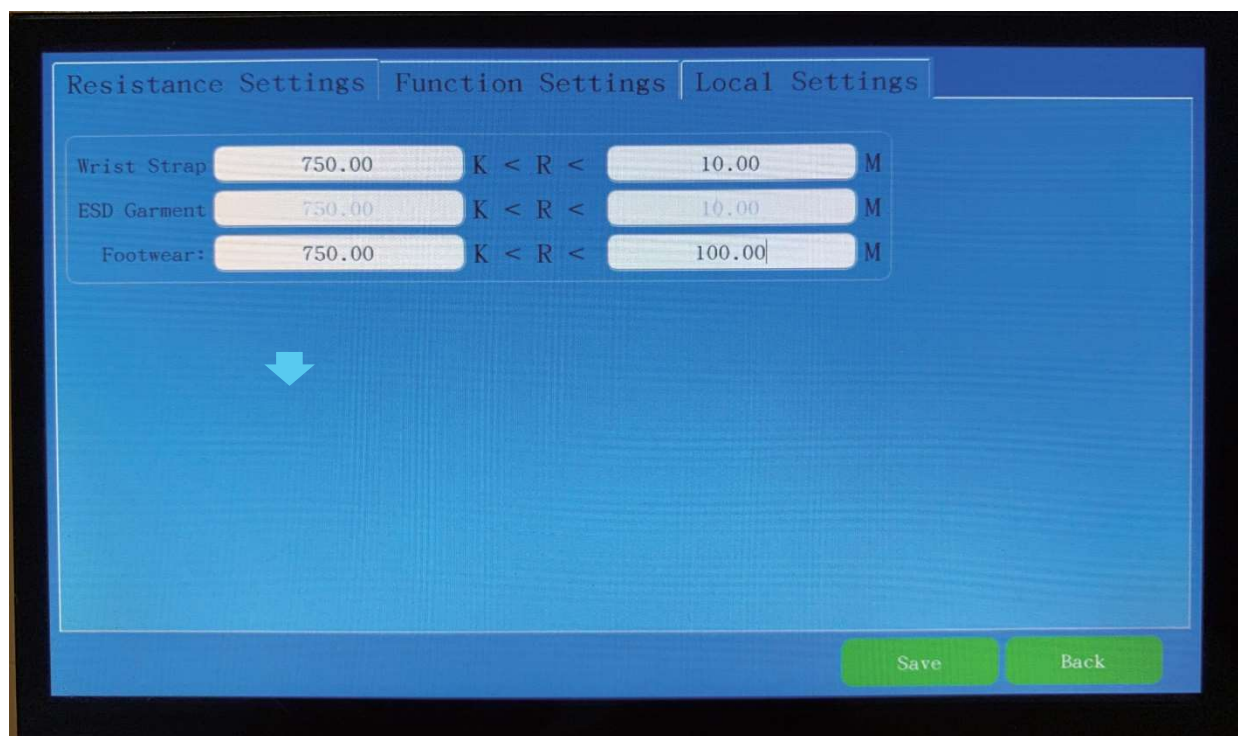 Resistance Settings Function Settings Local Settings
Wrist Strap 750.00 K < R < 10.00 M
ESD Garment 750.00 K < R < 10.00 M
Footwear: 750.00 K < R < 100.00 M
Save Back